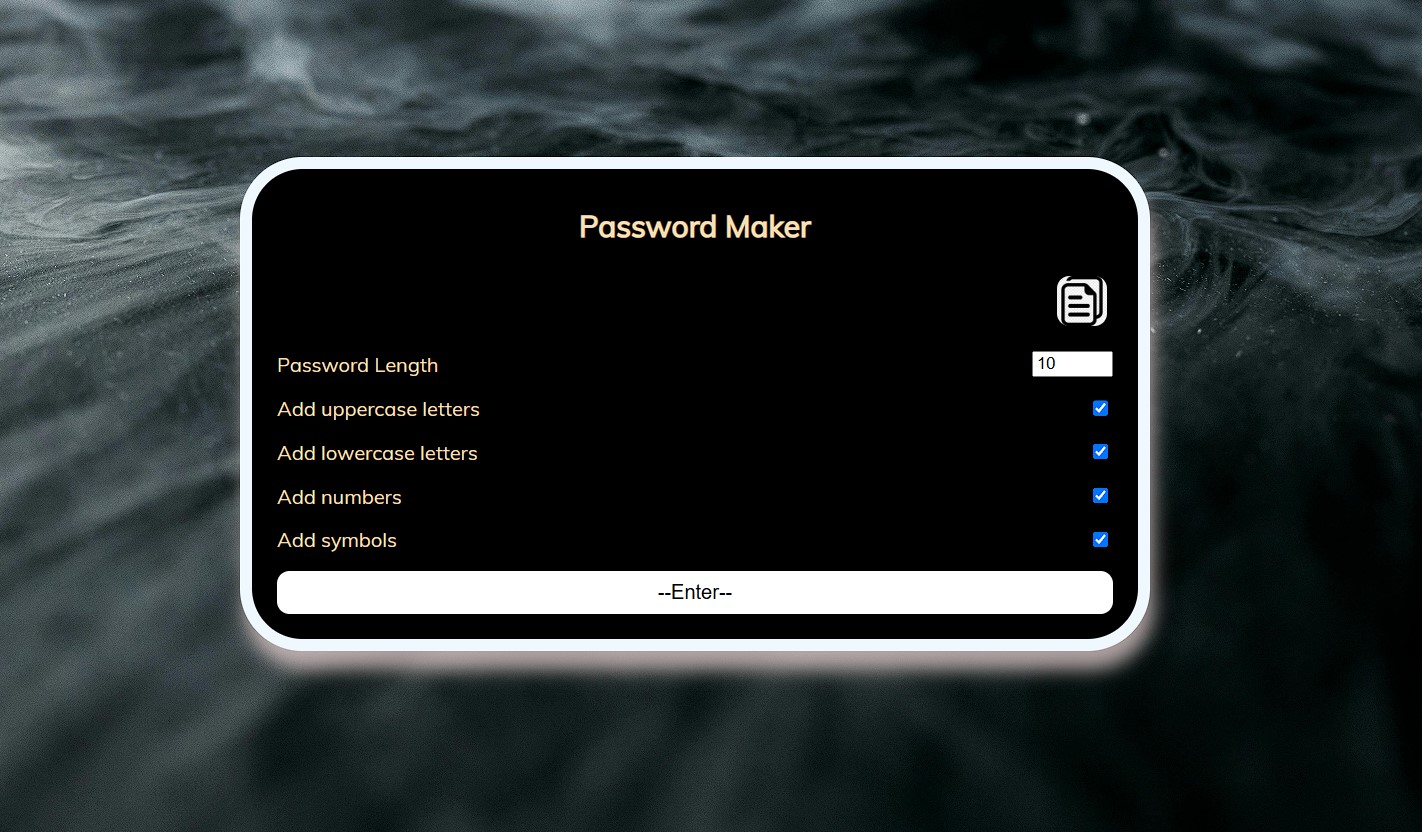 Password Maker
Password Length 10
Add uppercase letters
Add lowercase letters
Add numbers
Add symbols
--Enter--